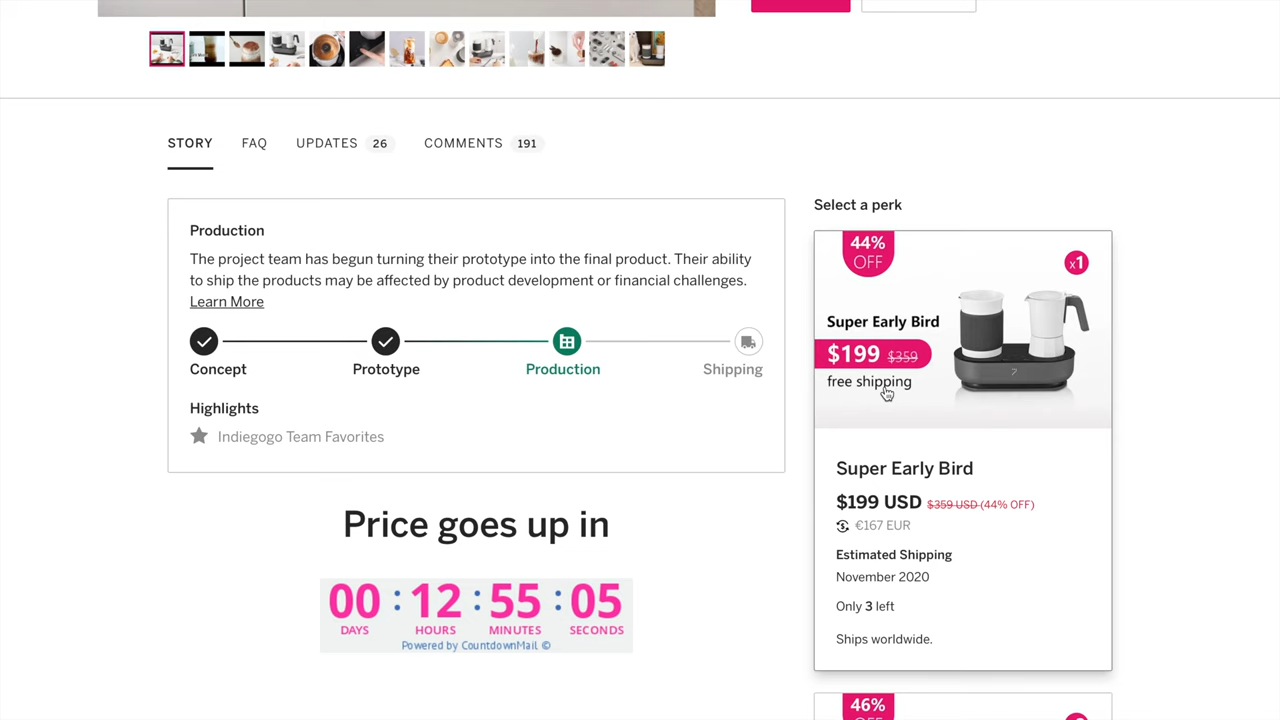 STORY
FAQ
UPDATES 26
COMMENTS 191
Production
The project team has begun turning their prototype into the final product. Their ability
to ship the products may be affected by product development or financial challenges.
Learn More
Concept
Prototype
Production
Shipping
Highlights
Indiegogo Team Favorites
Price goes up in
00 : 12 : 55 : 05
DAYS HOURS MINUTES SECONDS
Powered by CountdownMail ©
Select a perk
44%
OFF
x1
Super Early Bird
$199 $359
free shipping
Super Early Bird
$199 USD $359 USD (44% OFF)
€167 EUR
Estimated Shipping
November 2020
Only 3 left
Ships worldwide.
46%
OFF